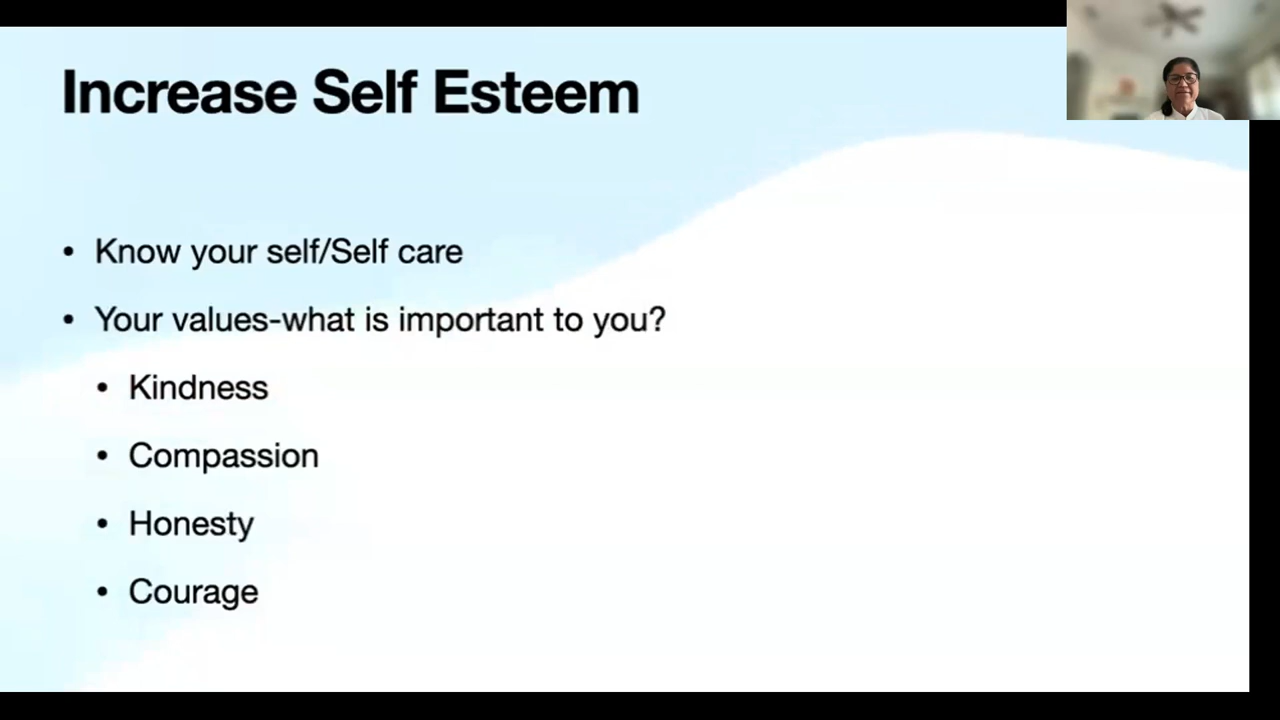 Increase Self Esteem
• Know your self/Self care
• Your values-what is important to you?
• Kindness
• Compassion
• Honesty
• Courage